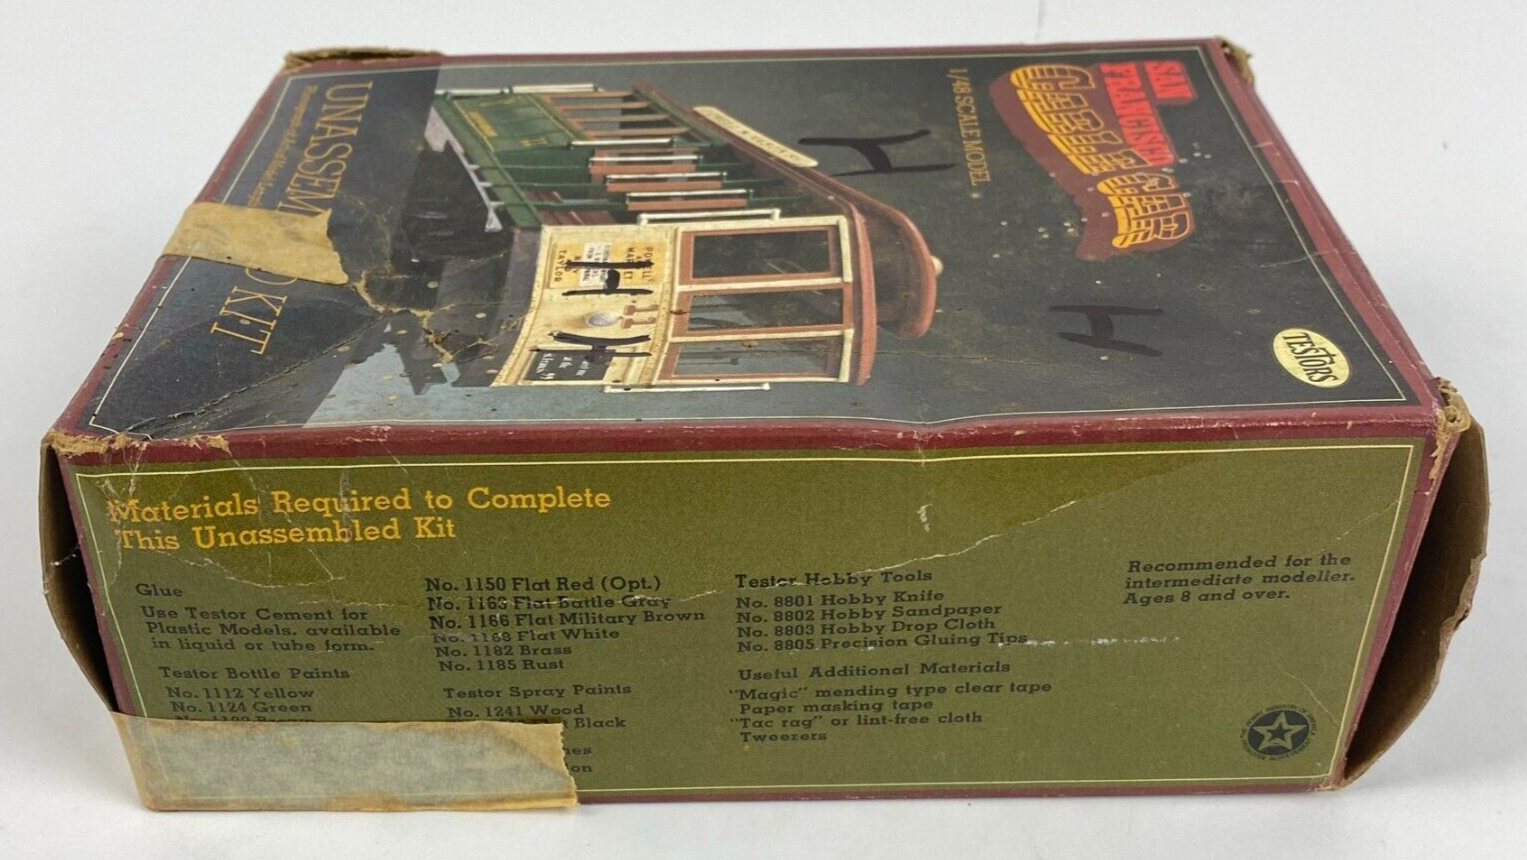 SAN
FRANCISCO
CABLE CAR
1/48 SCALE MODEL
UNASSEM
D KIT
TESTORS
POWELL
MARKET
TAYLOR
H
H
H
H
Materials Required to Complete
This Unassembled Kit
Glue
Use Testor Cement for
Plastic Models, available
in liquid or tube form.
Testor Bottle Paints
No. 1112 Yellow
No. 1124 Green
No. 1150 Flat Red (Opt.)
No. 1163 Flat Battle Gray
No. 1166 Flat Military Brown
No. 1168 Flat White
No. 1182 Brass
No. 1185 Rust
Testor Spray Paints
No. 1241 Wood
Black
Testor Hobby Tools
No. 8801 Hobby Knife
No. 8802 Hobby Sandpaper
No. 8803 Hobby Drop Cloth
No. 8805 Precision Gluing Tips
Useful Additional Materials
"Magic" mending type clear tape
Paper masking tape
"Tac rag" or lint-free cloth
Tweezers
Recommended for the
intermediate modeller.
Ages 8 and over.